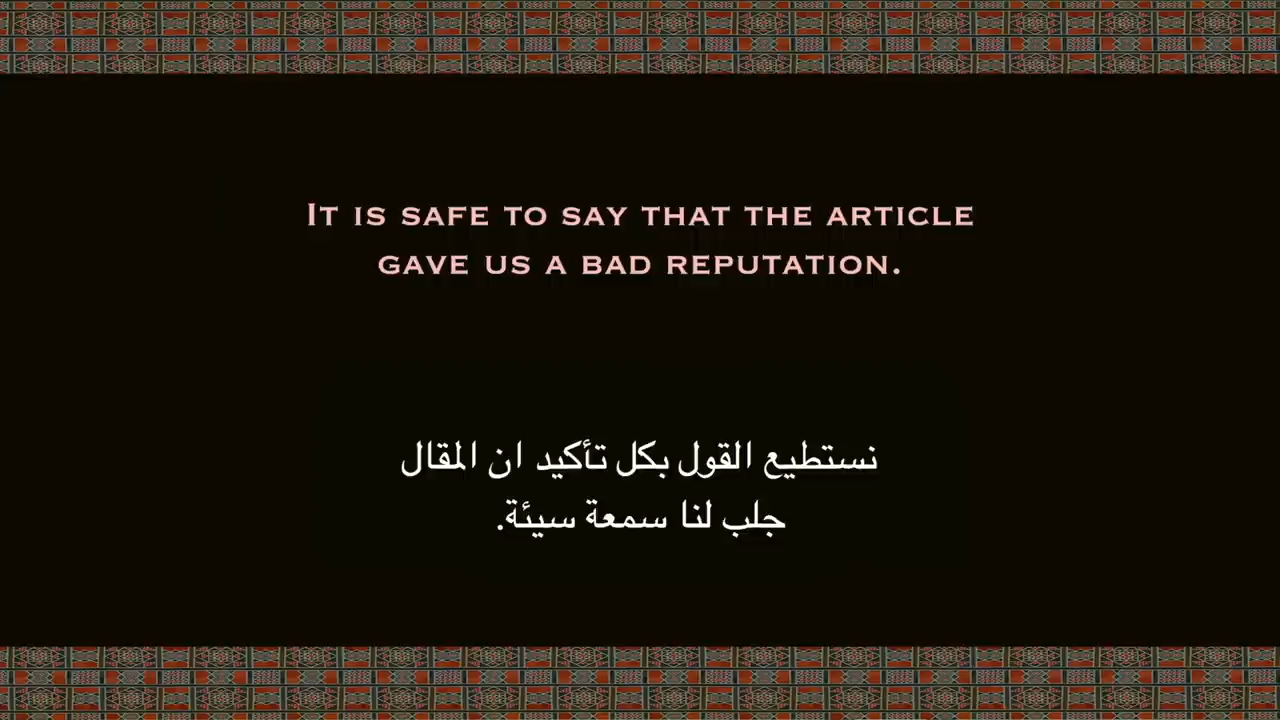 It is safe to say that the article
gave us a bad reputation.
نستطيع القول بكل تأكيد ان المقال
جلب لنا سمعة سيئة.